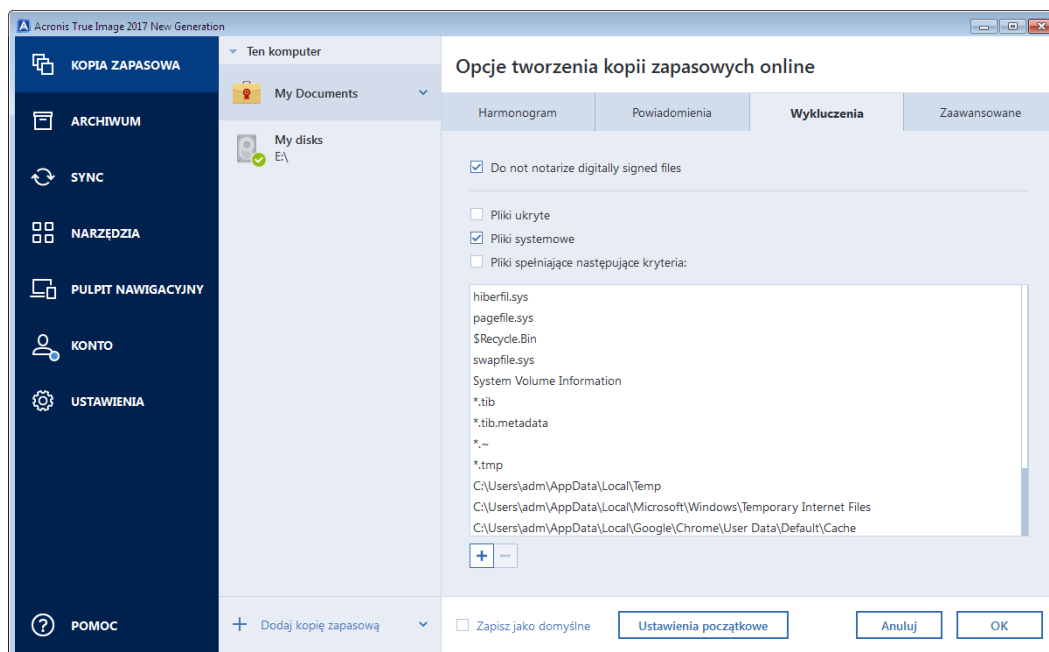 Acronis True Image 2017 New Generation
KOPIA ZAPASOWA
ARCHIWUM
SYNC
NARZĘDZIA
PULPIT NAWIGACYJNY
KONTO
USTAWIENIA
POMOC
Ten komputer
My Documents
My disks
E:\
Dodaj kopię zapasową
Opcje tworzenia kopii zapasowych online
Harmonogram
Powiadomienia
Wykluczenia
Zaawansowane
Do not notarize digitally signed files
Pliki ukryte
Pliki systemowe
Pliki spełniające następujące kryteria:
hiberfil.sys
pagefile.sys
$Recycle.Bin
swapfile.sys
System Volume Information
*.tib
*.tib.metadata
*.~
*.tmp
C:\Users\adm\AppData\Local\Temp
C:\Users\adm\AppData\Local\Microsoft\Windows\Temporary Internet Files
C:\Users\adm\AppData\Local\Google\Chrome\User Data\Default\Cache
Zapisz jako domyślne
Ustawienia początkowe
Anuluj
OK